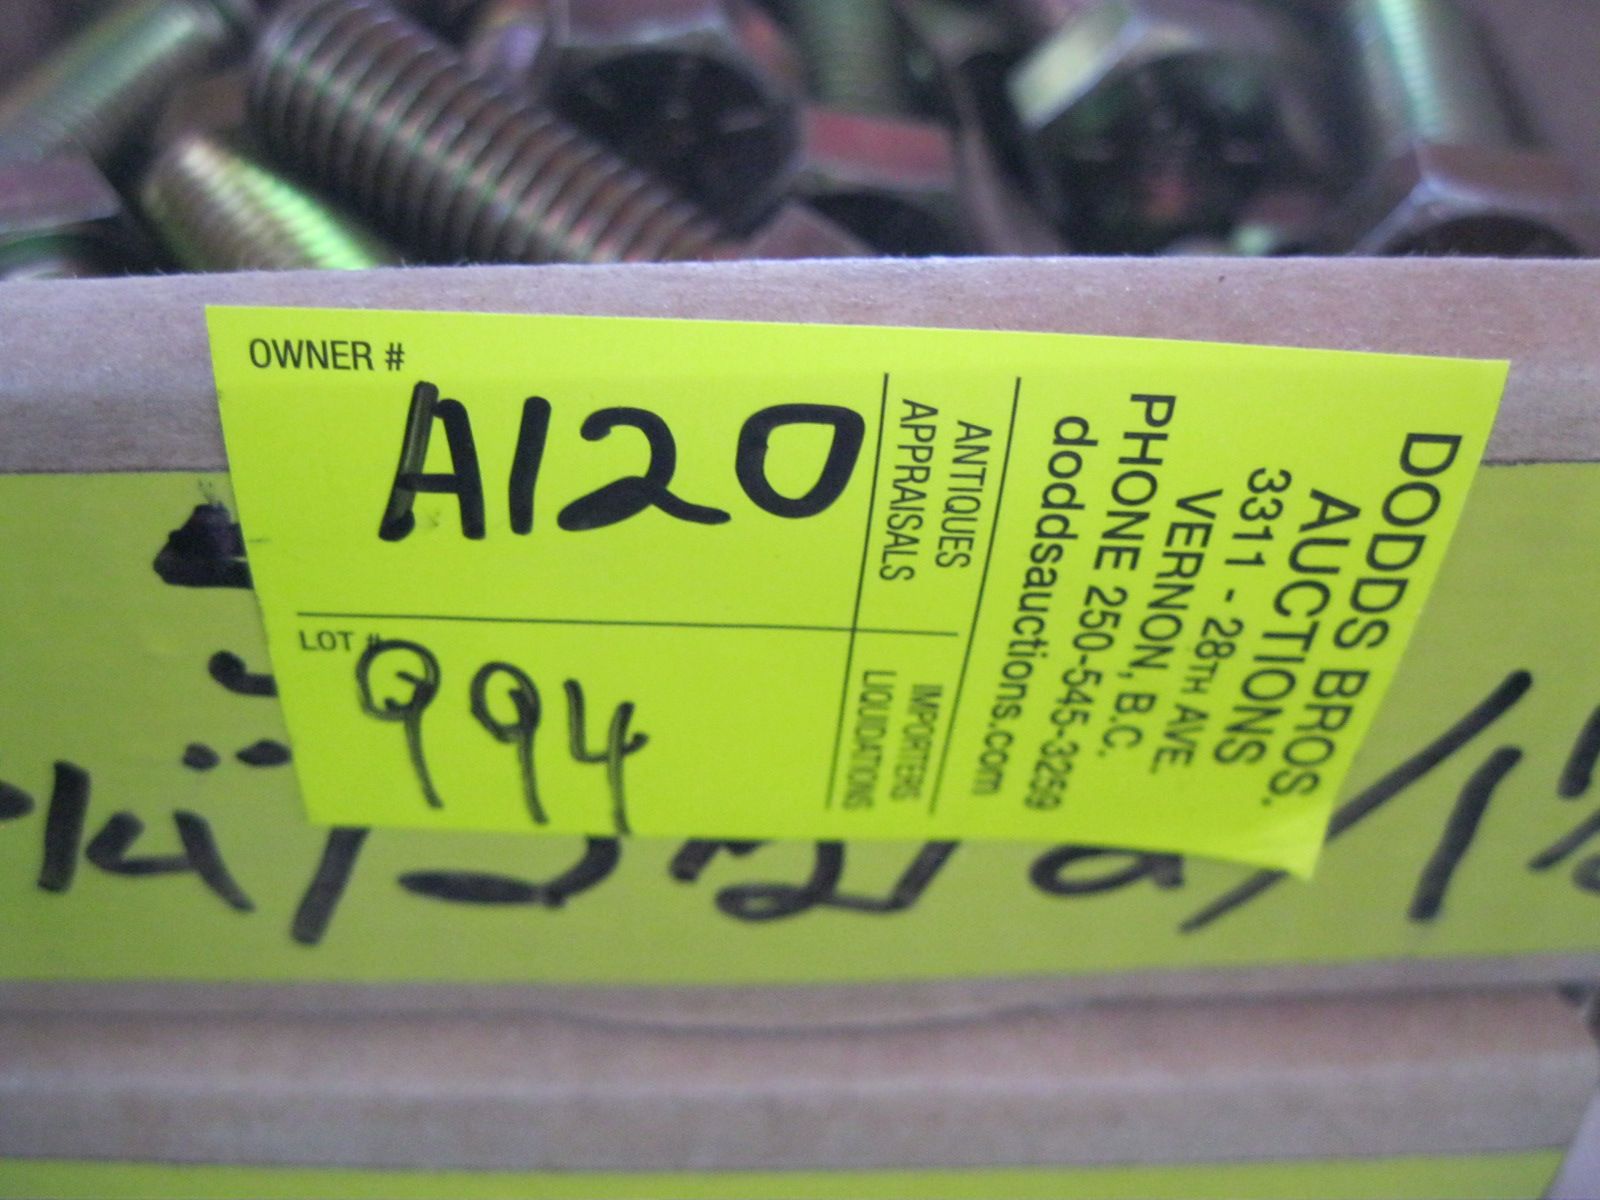 OWNER #
A120
LOT #
994
ANTIQUES
APPRAISALS
IMPORTERS
LIQUIDATIONS
DODDS BROS.
AUCTIONS
3311 - 28TH AVE.
VERNON, B.C.
PHONE 250-545-3259
doddsauctions.com